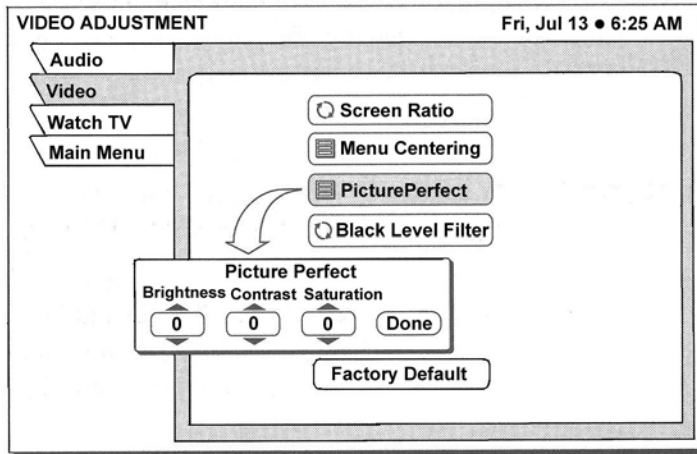 VIDEO ADJUSTMENT
Fri, Jul 13 ● 6:25 AM
Audio
Video
Watch TV
Main Menu
Screen Ratio
Menu Centering
PicturePerfect
Black Level Filter
Picture Perfect
Brightness Contrast Saturation
0 0 0 Done
Factory Default